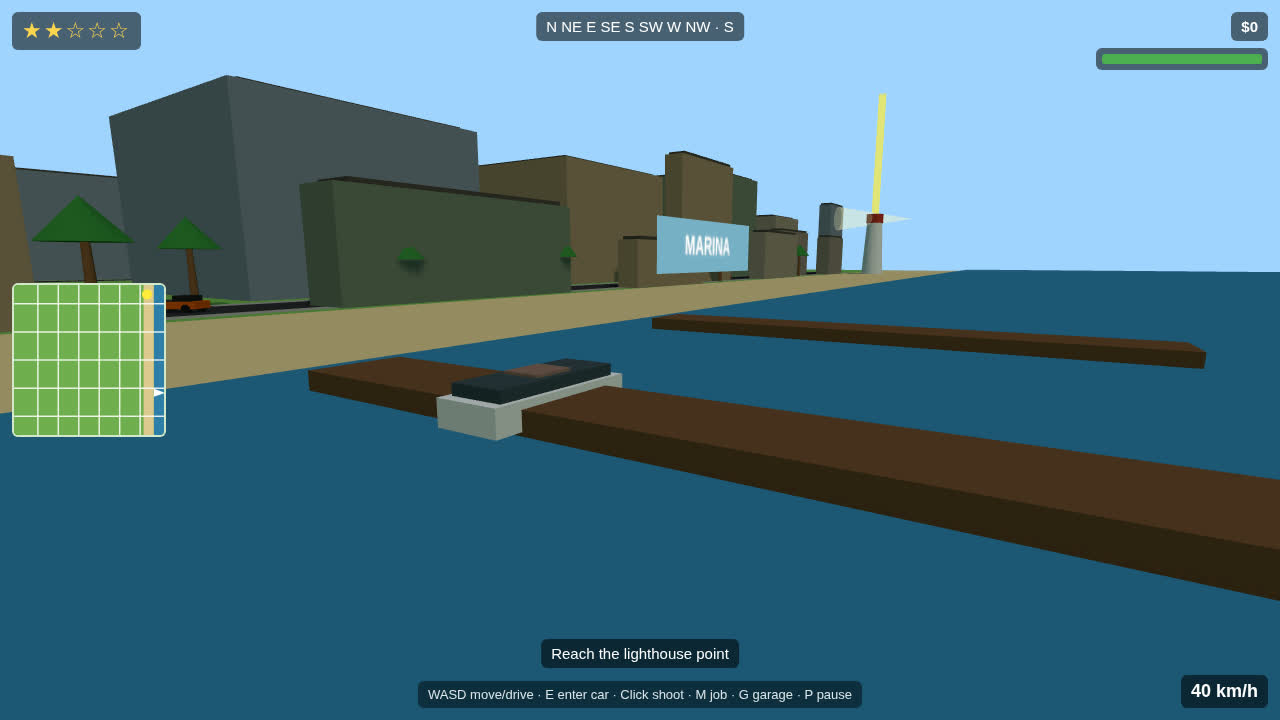 ★★☆☆☆
N NE E SE S SW W NW · S
$0
MARINA
Reach the lighthouse point
WASD move/drive · E enter car · Click shoot · M job · G garage · P pause
40 km/h